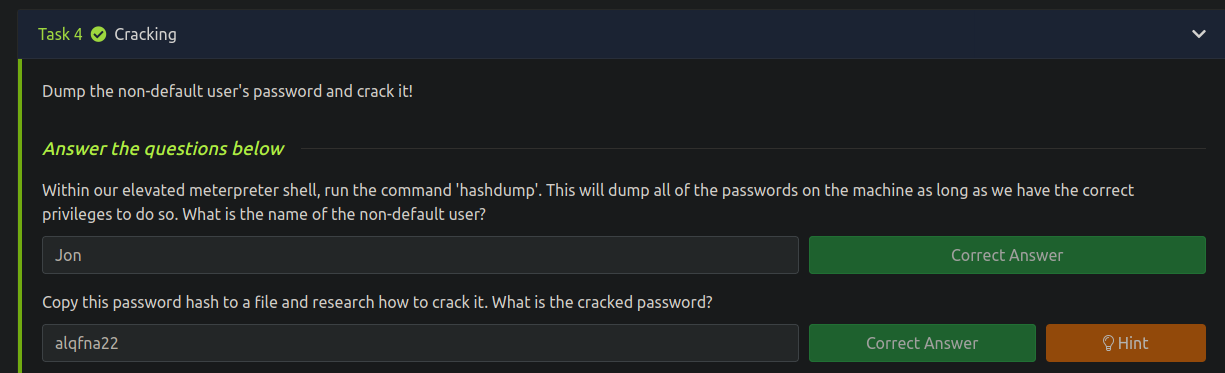 Task 4 Cracking
Dump the non-default user's password and crack it!
Answer the questions below
Within our elevated meterpreter shell, run the command 'hashdump'. This will dump all of the passwords on the machine as long as we have the correct
privileges to do so. What is the name of the non-default user?
Jon
Correct Answer
Copy this password hash to a file and research how to crack it. What is the cracked password?
alqfna22
Correct Answer
Hint